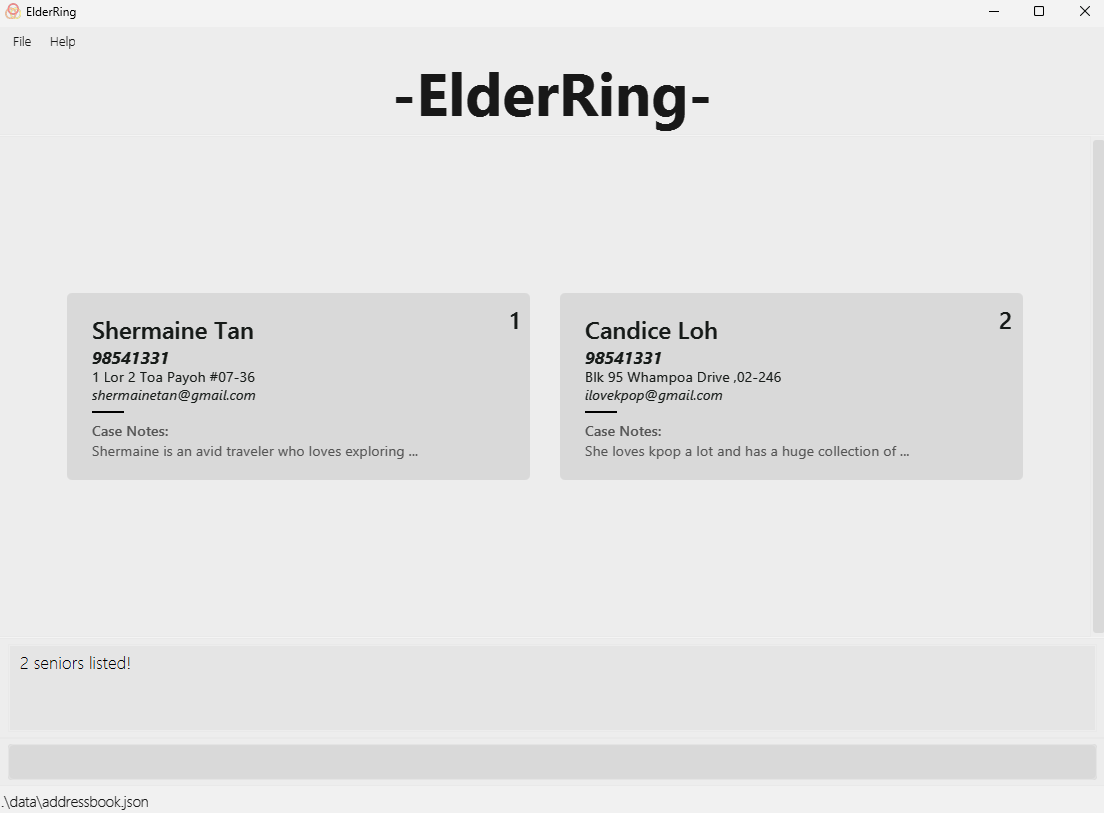 ElderRing
File Help
-ElderRing-
Shermaine Tan 1
98541331
1 Lor 2 Toa Payoh #07-36
shermainetan@gmail.com
Case Notes:
Shermaine is an avid traveler who loves exploring ...
Candice Loh 2
98541331
Blk 95 Whampoa Drive ,02-246
ilovekpop@gmail.com
Case Notes:
She loves kpop a lot and has a huge collection of ...
2 seniors listed!
.\data\addressbook.json